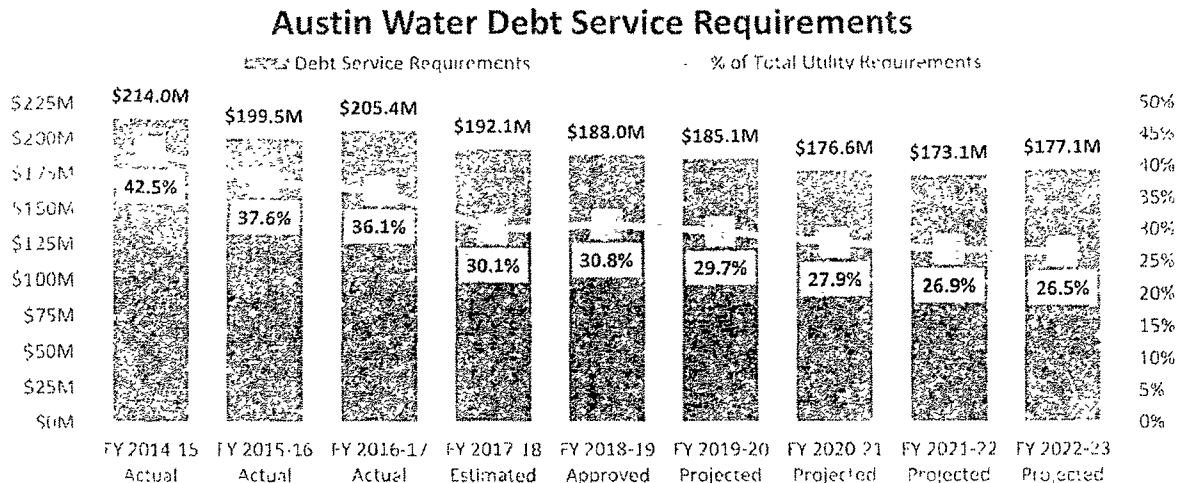 Austin Water Debt Service Requirements
Debt Service Requirements % of Total Utility Requirements
$225M $214.0M $199.5M $205.4M $192.1M $188.0M $185.1M $176.6M $173.1M $177.1M 50%
$200M 45%
$175M 42.5% 40%
$150M 37.6% 36.1% 35%
$125M 30%
$100M 30.1% 30.8% 29.7% 27.9% 26.9% 26.5% 25%
$75M 20%
$50M 15%
$25M 10%
$0M 5%
0%
FY 2014-15 FY 2015-16 FY 2016-17 FY 2017-18 FY 2018-19 FY 2019-20 FY 2020-21 FY 2021-22 FY 2022-23
Actual Actual Actual Estimated Approved Projected Projected Projected Projected